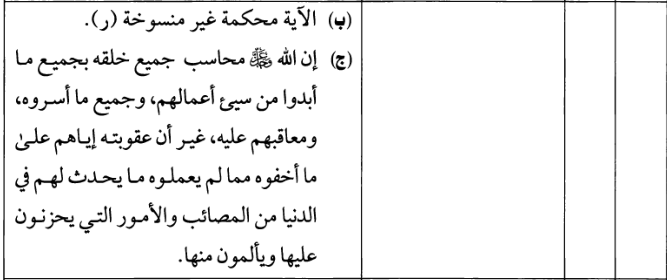 (ب) الآية محكمة غير منسوخة (ر).
(ج) إن الله ﷻ محاسب جميع خلقه بجميع ما
أبدوا من سيئ أعمالهم، وجميع ما أسروه،
ومعاقبهم عليه، غير أن عقوبته إياهم علىٰ
ما أخفوه مما لم يعملوه ما يحدث لهم في
الدنيا من المصائب والأمور التي يحزنون
عليها ويألمون منها.